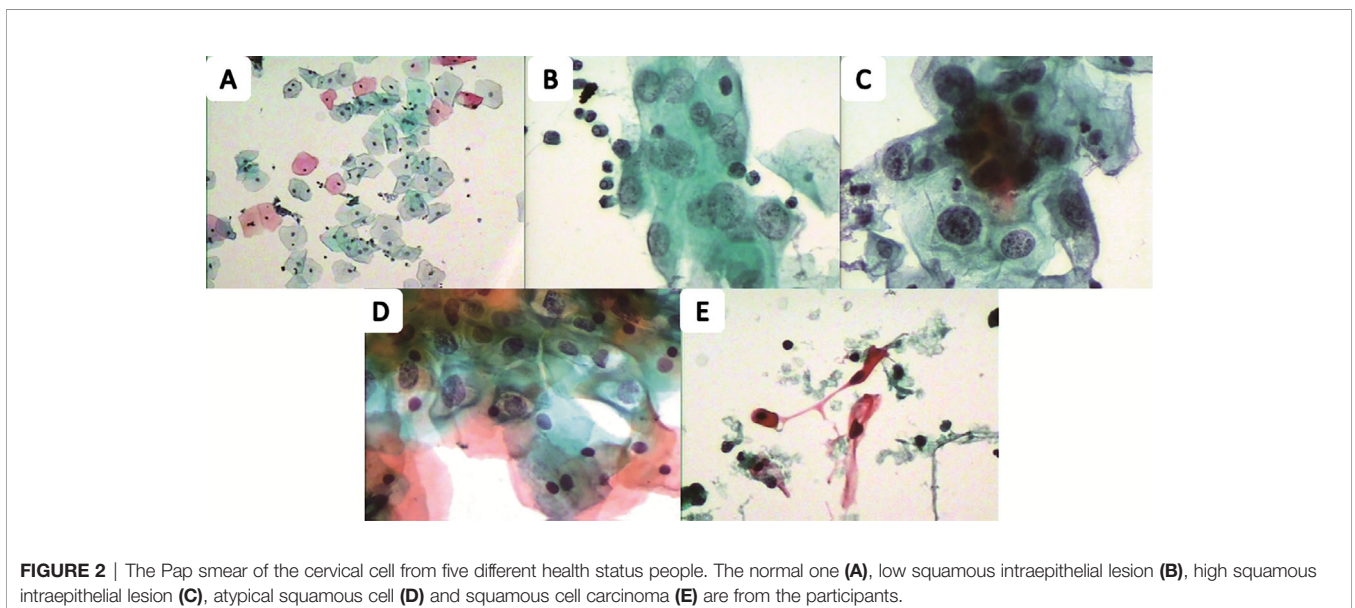 A
B
C
D
E
FIGURE 2 | The Pap smear of the cervical cell from five different health status people. The normal one (A), low squamous intraepithelial lesion (B), high squamous
intraepithelial lesion (C), atypical squamous cell (D) and squamous cell carcinoma (E) are from the participants.